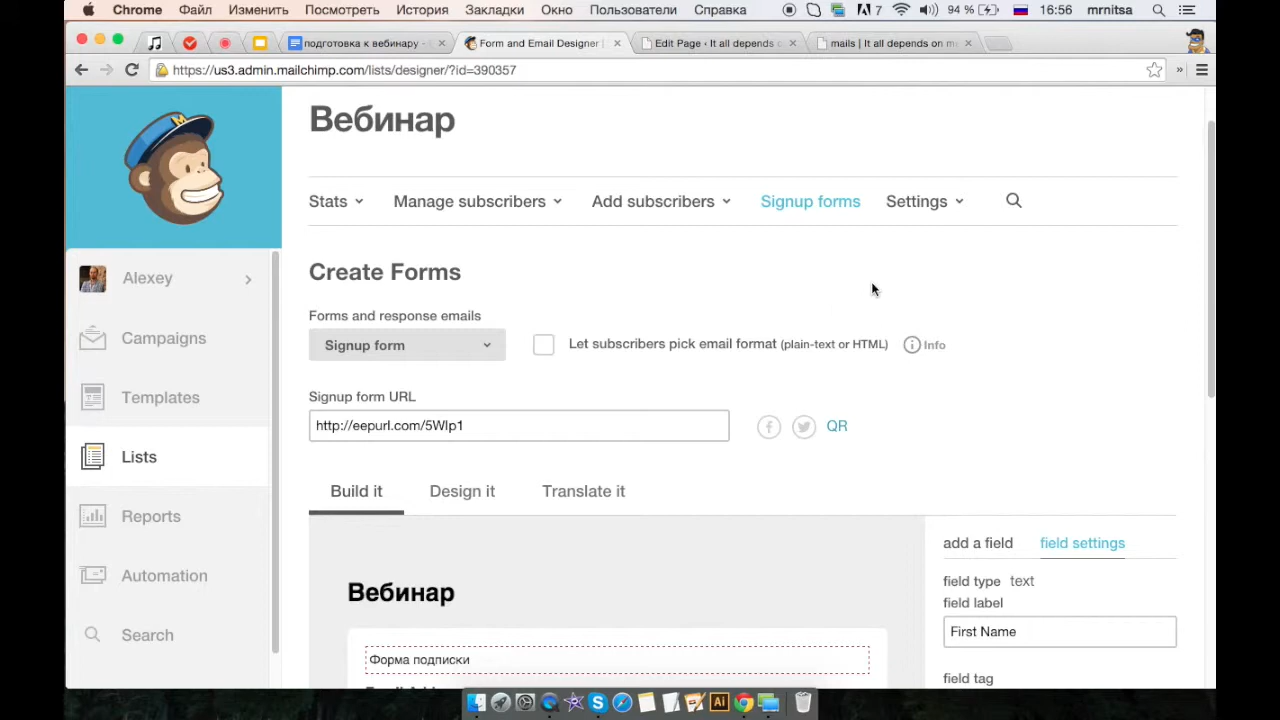 Chrome Файл Изменить Посмотреть История Закладки Окно Пользователи Справка 7 94 % 16:56 mrnitsa
подготовка к вебинару - Form and Email Designer | Edit Page ‹ It all depends o mails | It all depends on m
https://us3.admin.mailchimp.com/lists/designer/?id=390357
Вебинар
Stats Manage subscribers Add subscribers Signup forms Settings
Alexey
Campaigns
Templates
Lists
Reports
Automation
Search
Create Forms
Forms and response emails
Signup form Let subscribers pick email format (plain-text or HTML) Info
Signup form URL
http://eepurl.com/5WIp1 QR
Build it Design it Translate it
Вебинар
Форма подписки
add a field field settings
field type text
field label
First Name
field tag